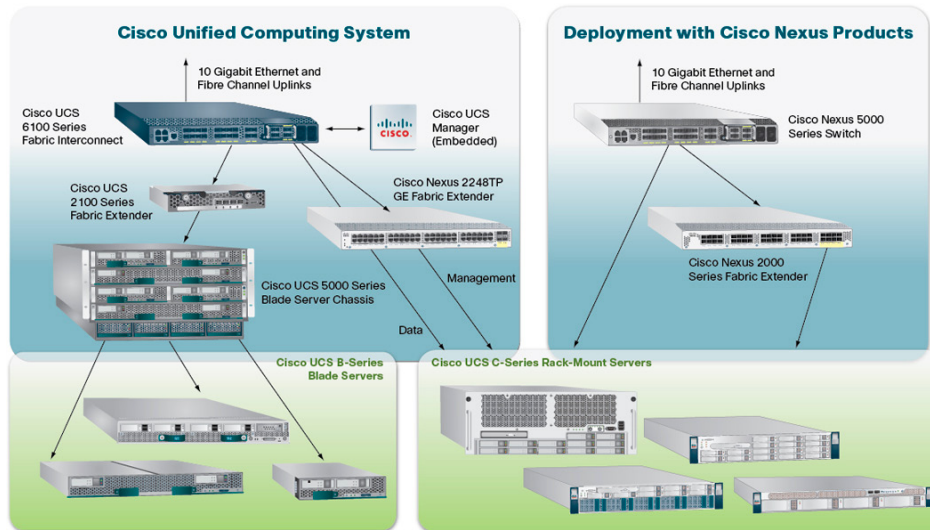 Cisco Unified Computing System
10 Gigabit Ethernet and
Fibre Channel Uplinks
Cisco UCS
6100 Series
Fabric Interconnect
CISCO.
Cisco UCS
Manager
(Embedded)
Cisco UCS
2100 Series
Fabric Extender
Cisco Nexus 2248TP
GE Fabric Extender
Cisco UCS 5000 Series
Blade Server Chassis
Management
Data
Deployment with Cisco Nexus Products
10 Gigabit Ethernet and
Fibre Channel Uplinks
Cisco Nexus 5000
Series Switch
Cisco Nexus 2000
Series Fabric Extender
Cisco UCS B-Series
Blade Servers
Cisco UCS C-Series Rack-Mount Servers